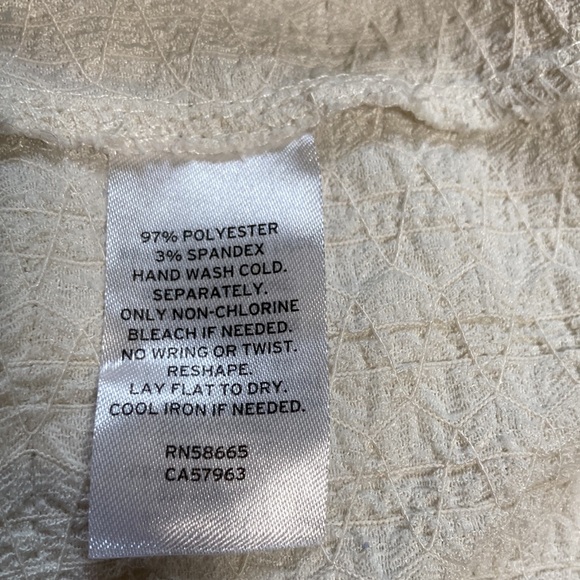 97% POLYESTER
3% SPANDEX
HAND WASH COLD.
SEPARATELY.
ONLY NON-CHLORINE
BLEACH IF NEEDED.
NO WRING OR TWIST.
RESHAPE.
LAY FLAT TO DRY.
COOL IRON IF NEEDED.
RN58665
CA57963